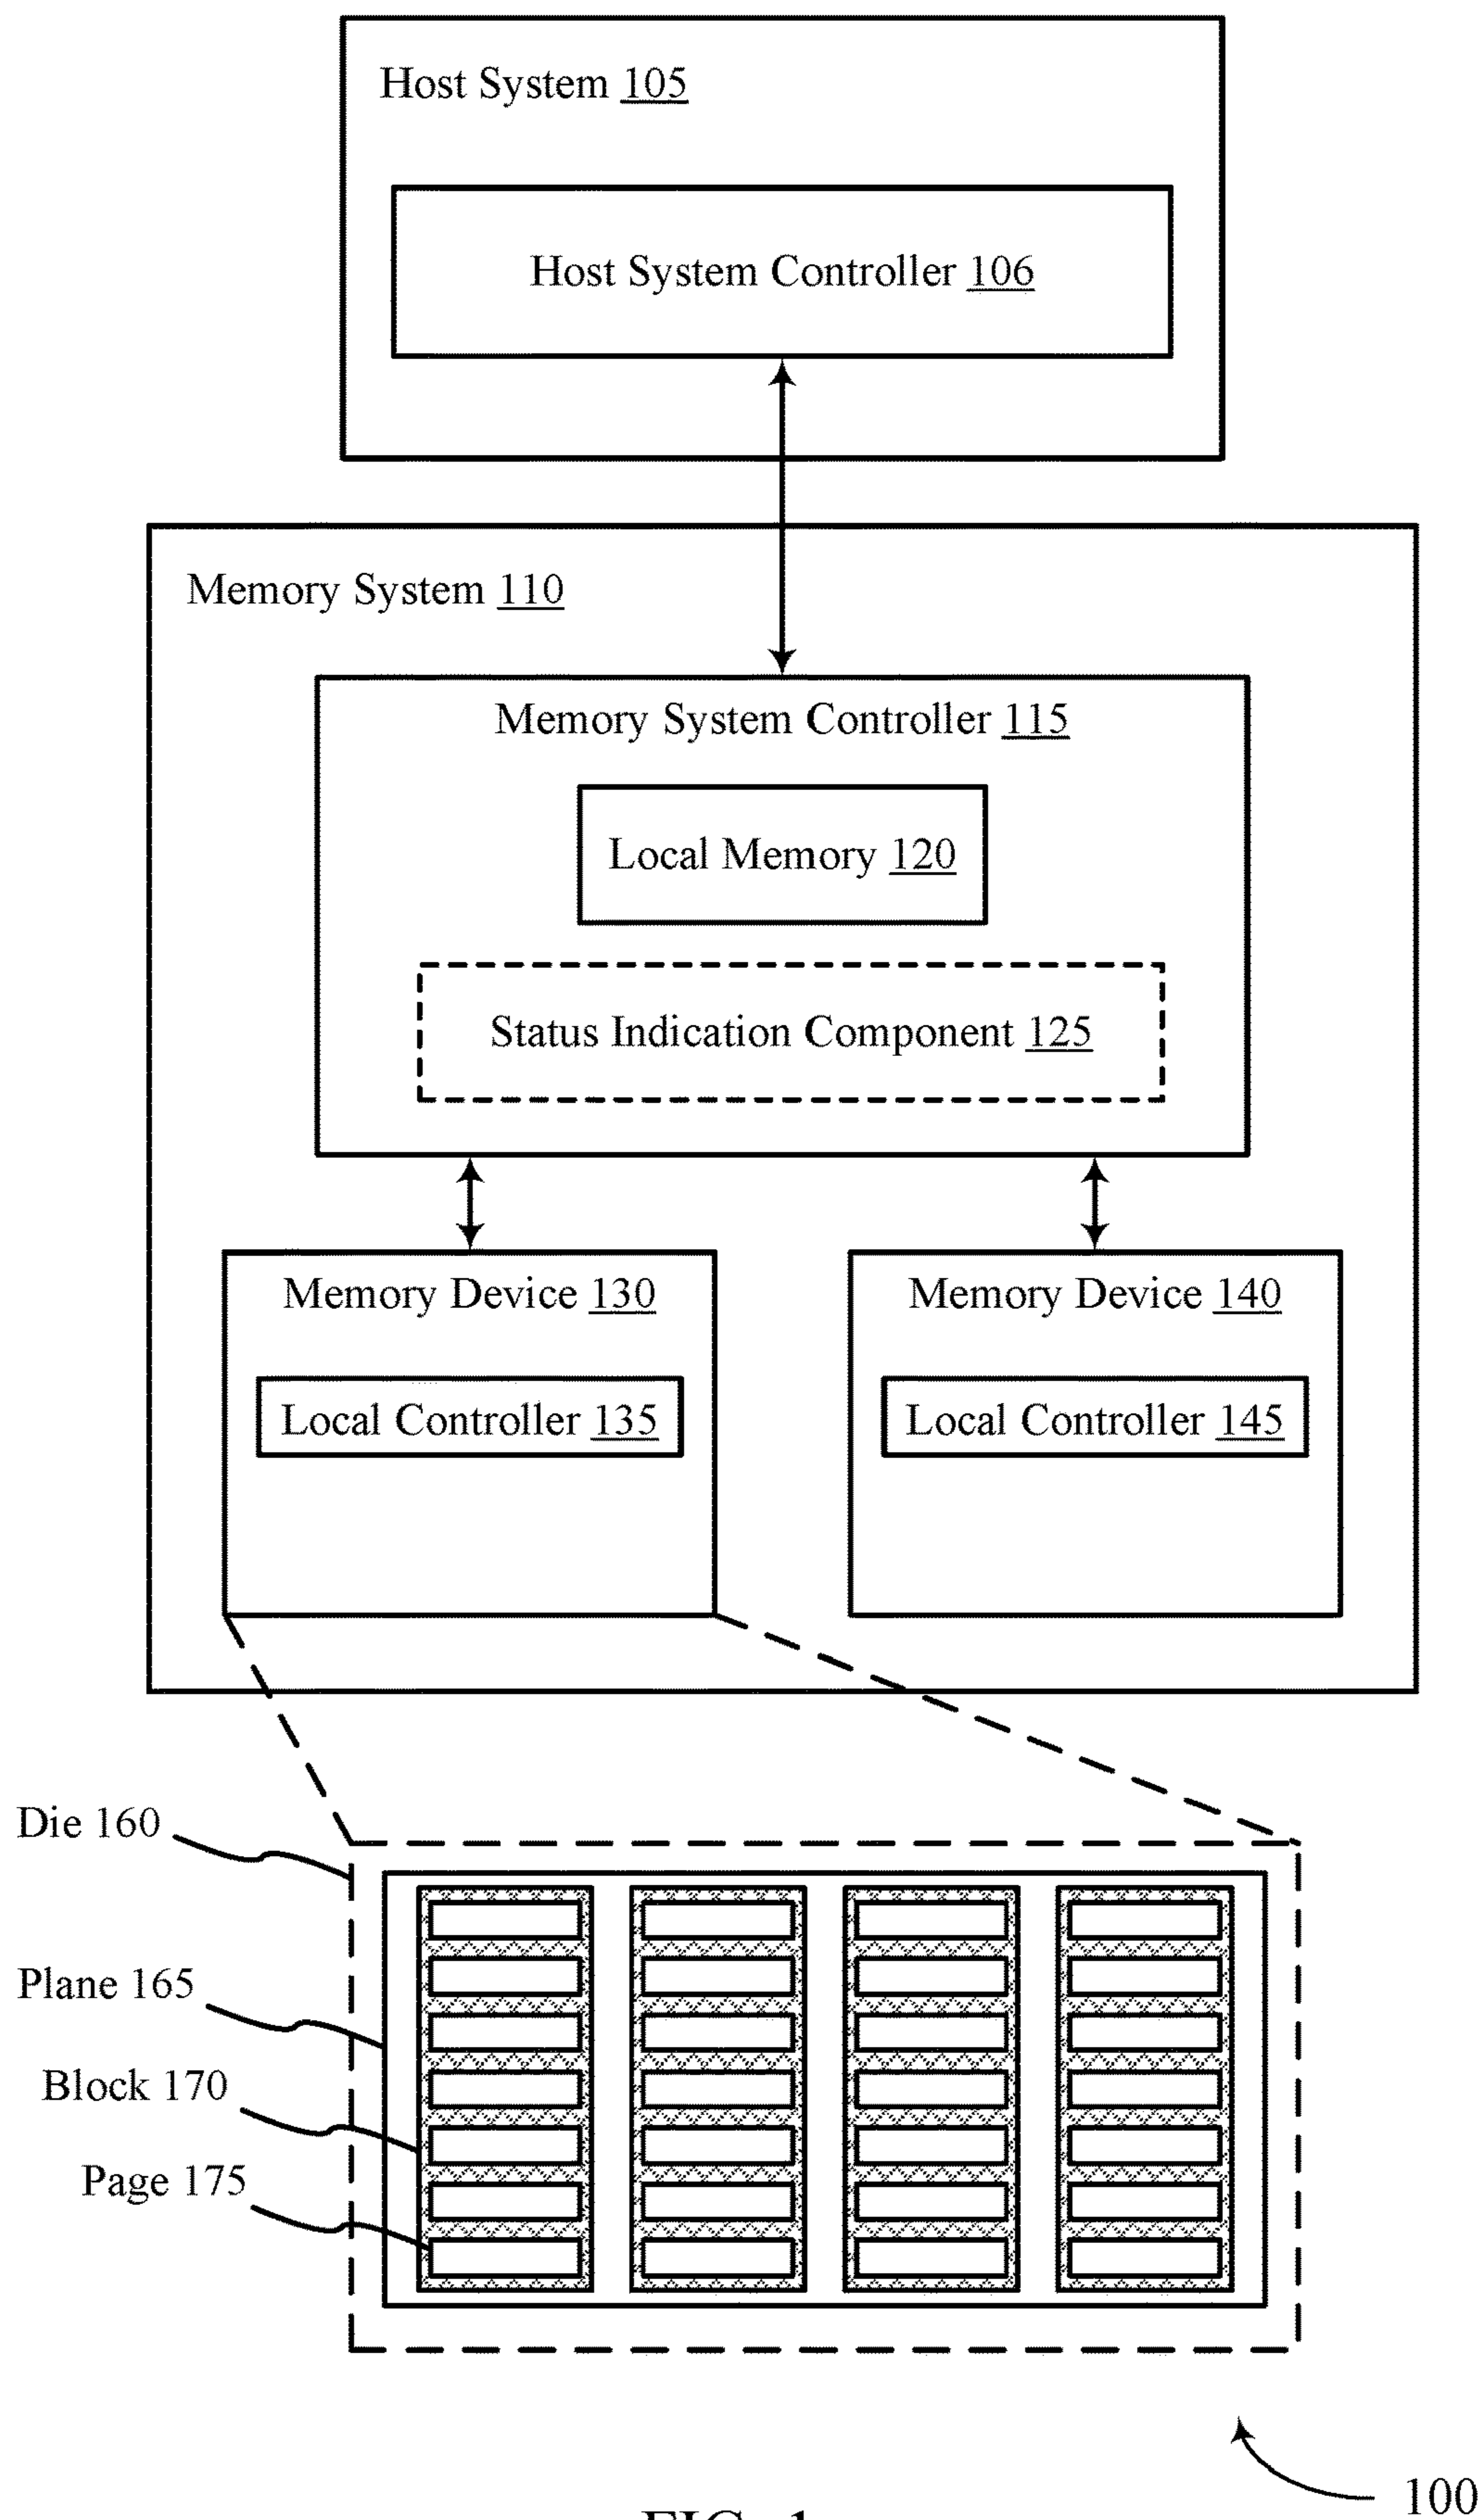 Host System 105
Host System Controller 106
Memory System 110
Memory System Controller 115
Local Memory 120
Status Indication Component 125
Memory Device 130
Memory Device 140
Local Controller 135
Local Controller 145
Die 160
Plane 165
Block 170
Page 175
100